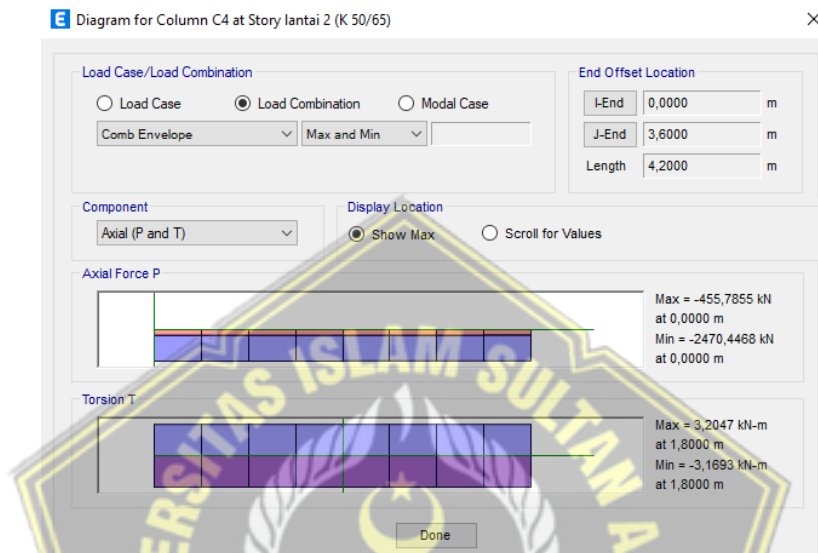 E Diagram for Column C4 at Story lantai 2 (K 50/65)
Load Case/Load Combination
Load Case Load Combination Modal Case
Comb Envelope Max and Min
End Offset Location
I-End 0,0000 m
J-End 3,6000 m
Length 4,2000 m
Component
Axial (P and T)
Display Location
Show Max Scroll for Values
Axial Force P
Max = -455,7855 kN
at 0,0000 m
Min = -2470,4468 kN
at 0,0000 m
Torsion T
Max = 3,2047 kN-m
at 1,8000 m
Min = -3,1693 kN-m
at 1,8000 m
Done
ISLAM SULTAN A